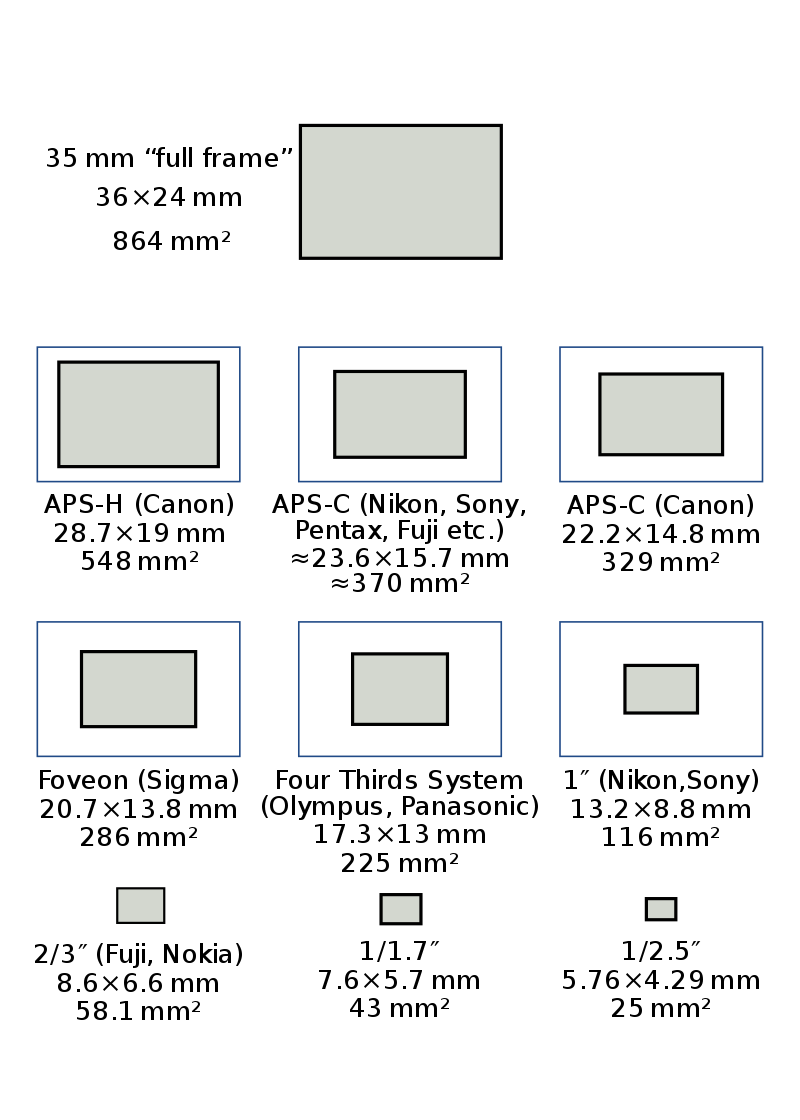 35 mm “full frame”
36×24 mm
864 mm²
APS-H (Canon)
28.7×19 mm
548 mm²
APS-C (Nikon, Sony,
Pentax, Fuji etc.)
≈23.6×15.7 mm
≈370 mm²
APS-C (Canon)
22.2×14.8 mm
329 mm²
Foveon (Sigma)
20.7×13.8 mm
286 mm²
Four Thirds System
(Olympus, Panasonic)
17.3×13 mm
225 mm²
1″ (Nikon,Sony)
13.2×8.8 mm
116 mm²
2/3″ (Fuji, Nokia)
8.6×6.6 mm
58.1 mm²
1/1.7″
7.6×5.7 mm
43 mm²
1/2.5″
5.76×4.29 mm
25 mm²